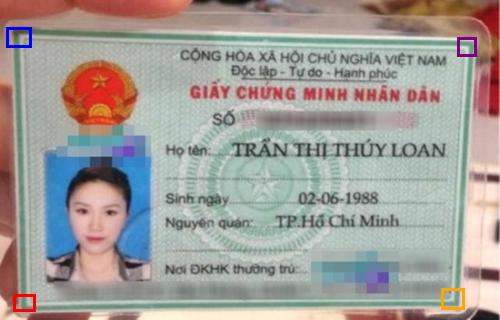 CỘNG HÒA XÃ HỘI CHỦ NGHĨA VIỆT NAM
Độc lập - Tự do - Hạnh phúc
GIẤY CHỨNG MINH NHÂN DÂN
SỐ
Họ tên: TRẦN THỊ THÚY LOAN
Sinh ngày 02-06-1988
Nguyên quán: TP.Hồ Chí Minh
Nơi ĐKHK thường trú: